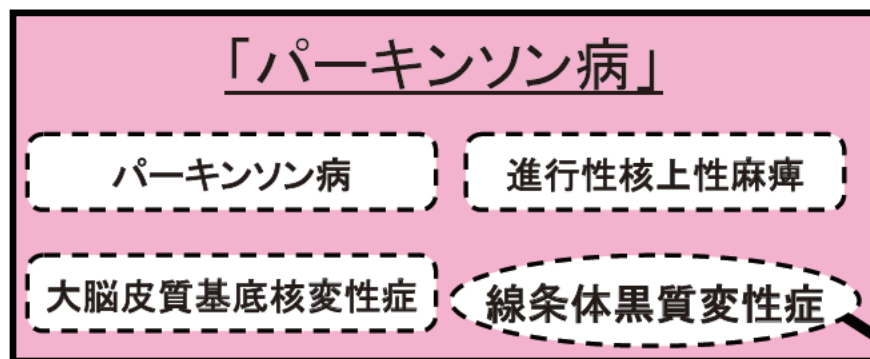 「パーキンソン病」
パーキンソン病
進行性核上性麻痺
大脳皮質基底核変性症
線条体黒質変性症